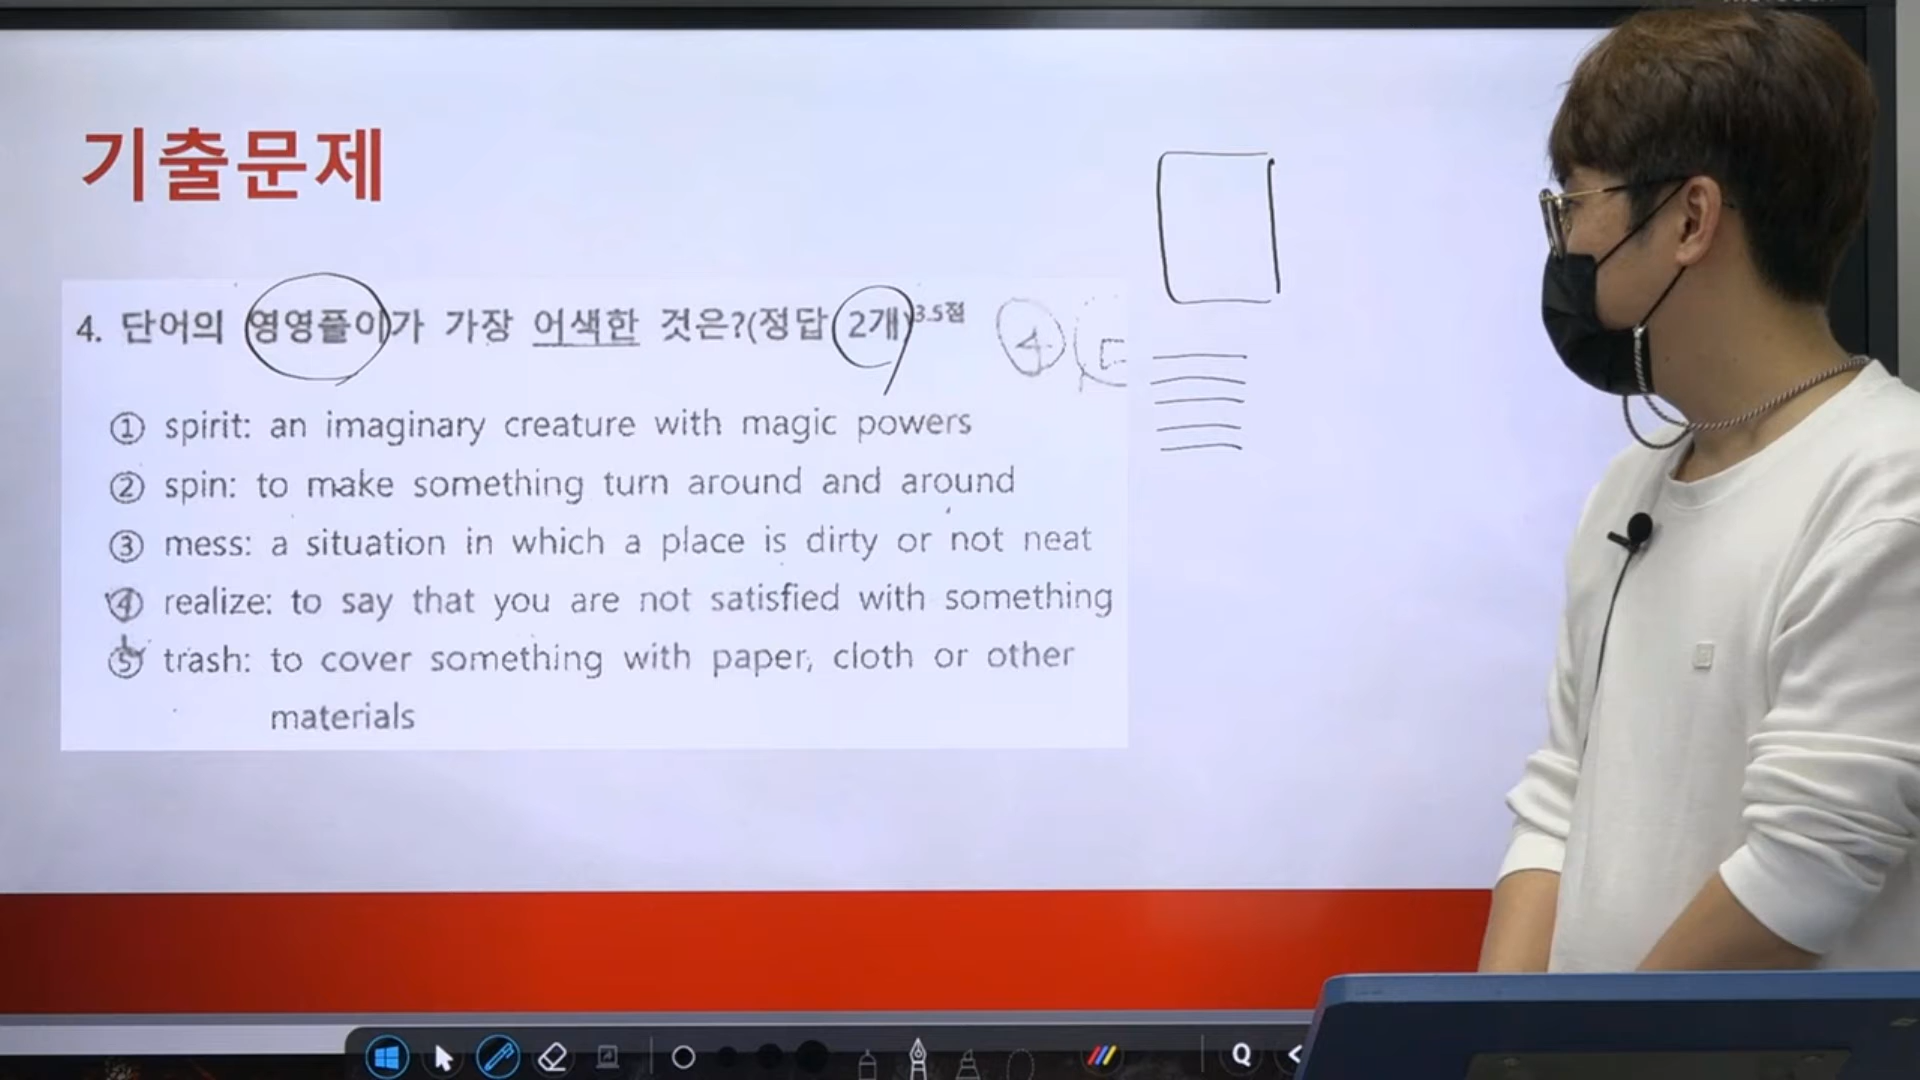 기출문제
4. 단어의 영영풀이가 가장 어색한 것은?(정답 2개) 3.5점
④
① spirit: an imaginary creature with magic powers
② spin: to make something turn around and around
③ mess: a situation in which a place is dirty or not neat
④ realize: to say that you are not satisfied with something
⑤ trash: to cover something with paper, cloth or other
materials